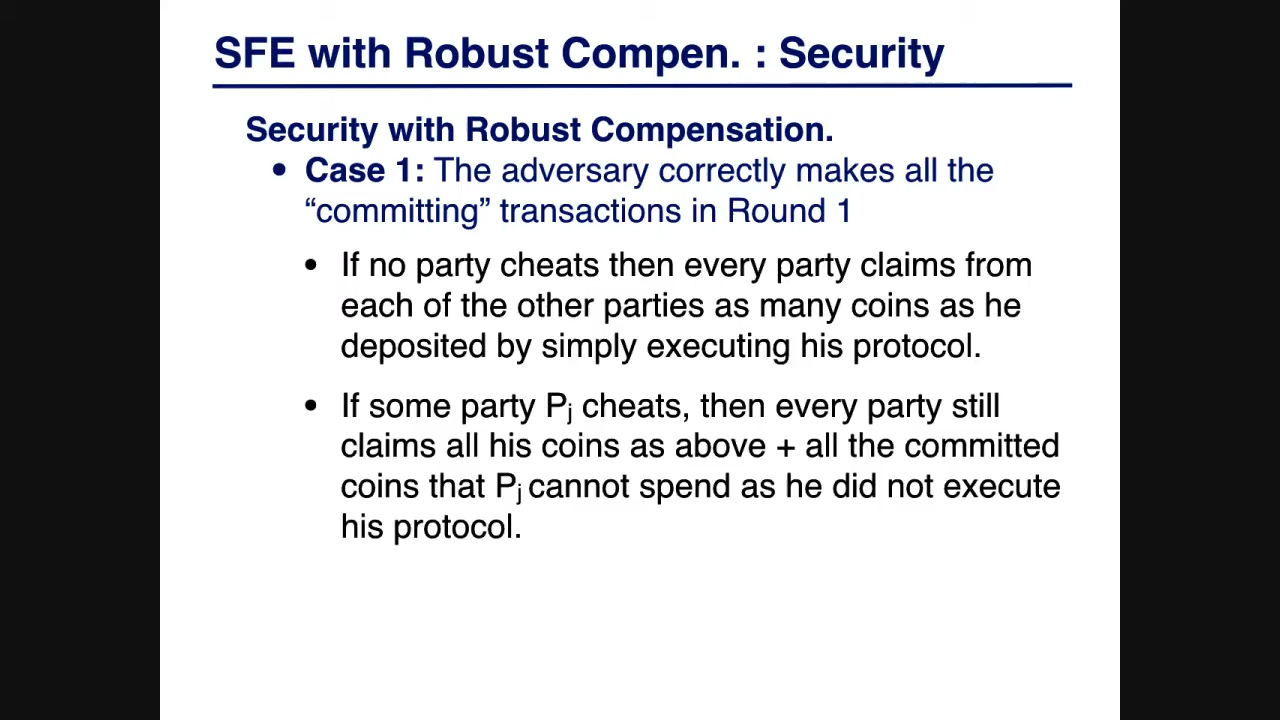 SFE with Robust Compen. : Security
Security with Robust Compensation.
• Case 1: The adversary correctly makes all the
“committing” transactions in Round 1
• If no party cheats then every party claims from
each of the other parties as many coins as he
deposited by simply executing his protocol.
• If some party Pj cheats, then every party still
claims all his coins as above + all the committed
coins that Pj cannot spend as he did not execute
his protocol.